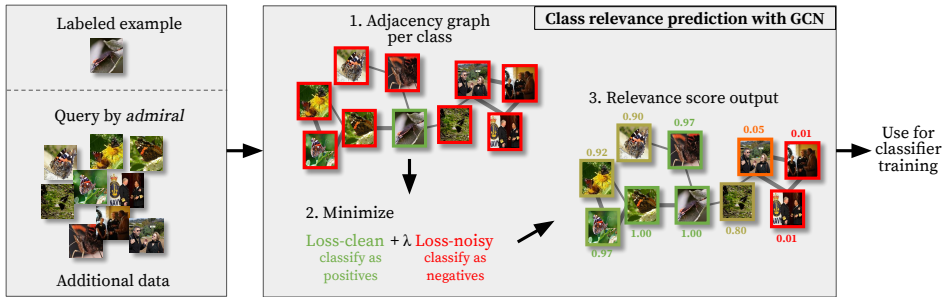 Labeled example
Query by admiral
Additional data
Class relevance prediction with GCN
1. Adjacency graph
per class
2. Minimize
Loss-clean + λ Loss-noisy
classify as classify as
positives negatives
3. Relevance score output
0.90
0.97
0.05
0.01
0.92
0.97
1.00
1.00
0.80
0.01
Use for
classifier
training